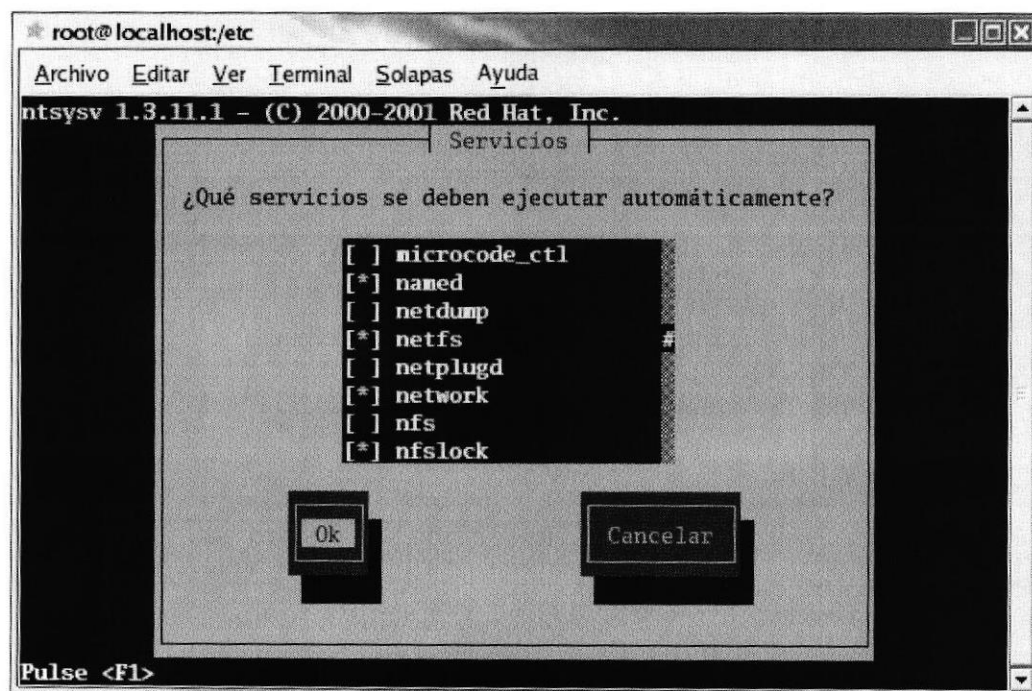 root@localhost:/etc
Archivo Editar Ver Terminal Solapas Ayuda
ntsysv 1.3.11.1 – (C) 2000–2001 Red Hat, Inc.
Servicios
¿Qué servicios se deben ejecutar automáticamente?
[ ] microcode_ctl
[*] named
[ ] netdump
[*] netfs #
[ ] netplugd
[*] network
[ ] nfs
[*] nfslock
Ok Cancelar
Pulse <F1>